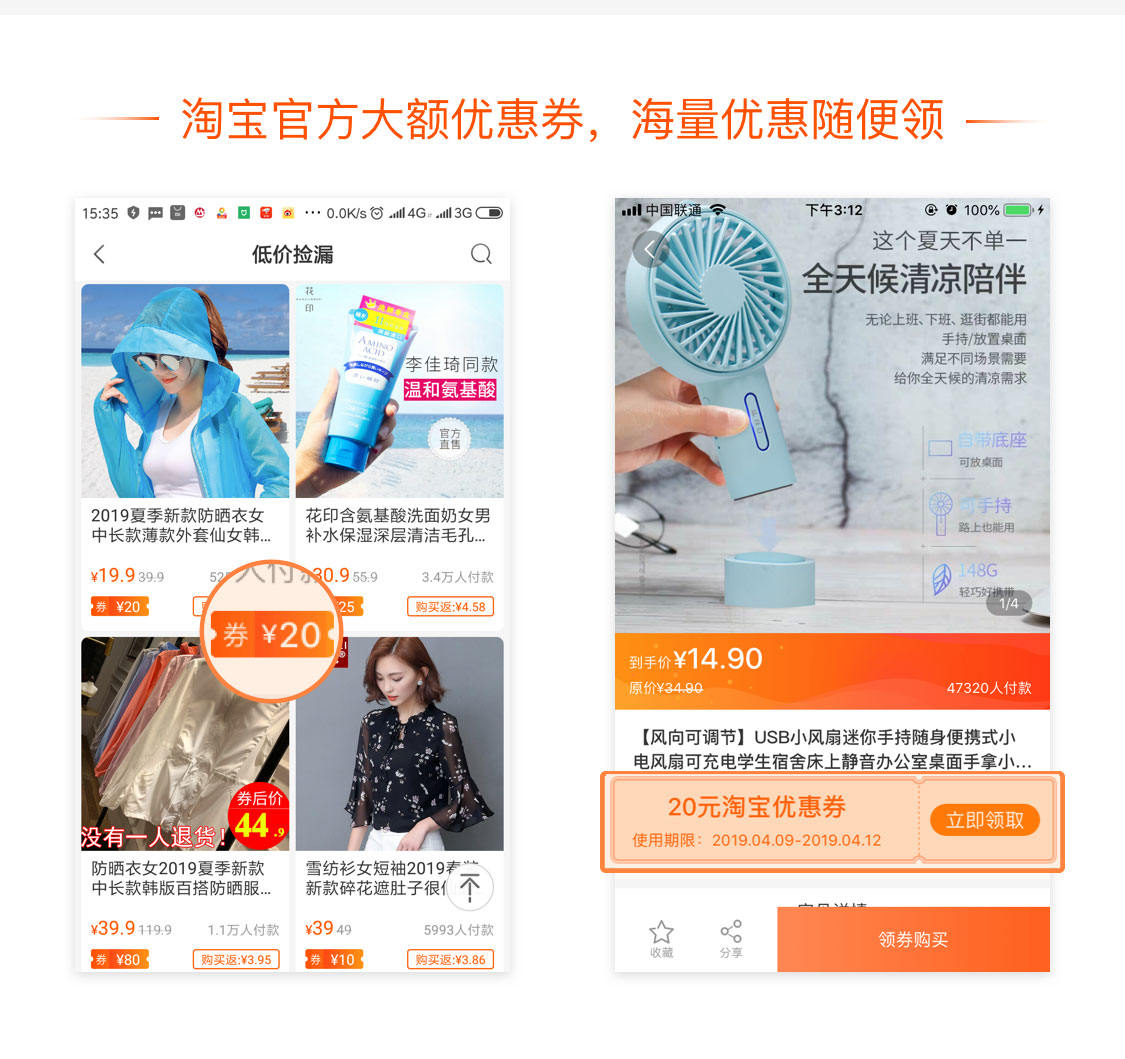 淘宝官方大额优惠券，海量优惠随便领
15:35
0.0K/s
4G
3G
低价捡漏
花
印
AMINO
ACID
李佳琦同款
温和氨基酸
官方
直售
2019夏季新款防晒衣女
中长款薄款外套仙女韩...
¥19.9 39.9
券 ¥20
花印含氨基酸洗面奶女男
补水保湿深层清洁毛孔...
30.9 55.9 3.4万人付款
25 购买返:¥4.58
券 ¥20
没有一人退货！
券后价
44.9
防晒衣女2019夏季新款
中长款韩版百搭防晒服...
¥39.9 119.9 1.1万人付款
券 ¥80 购买返:¥3.95
雪纺衫女短袖2019春装
新款碎花遮肚子很
¥39 49 5993人付款
券 ¥10 购买返:¥3.86
中国联通 下午3:12 100%
这个夏天不单一
全天候清凉陪伴
无论上班、下班、逛街都能用
手持/放置桌面
满足不同场景需要
给你全天候的清凉需求
自带底座
可放桌面
可手持
路上也能用
148G
轻巧好携带
1/4
到手价¥14.90
原价¥34.90 47320人付款
【风向可调节】USB小风扇迷你手持随身便携式小
电风扇可充电学生宿舍床上静音办公室桌面手拿小...
20元淘宝优惠券
使用期限：2019.04.09-2019.04.12
立即领取
收藏
分享
领券购买